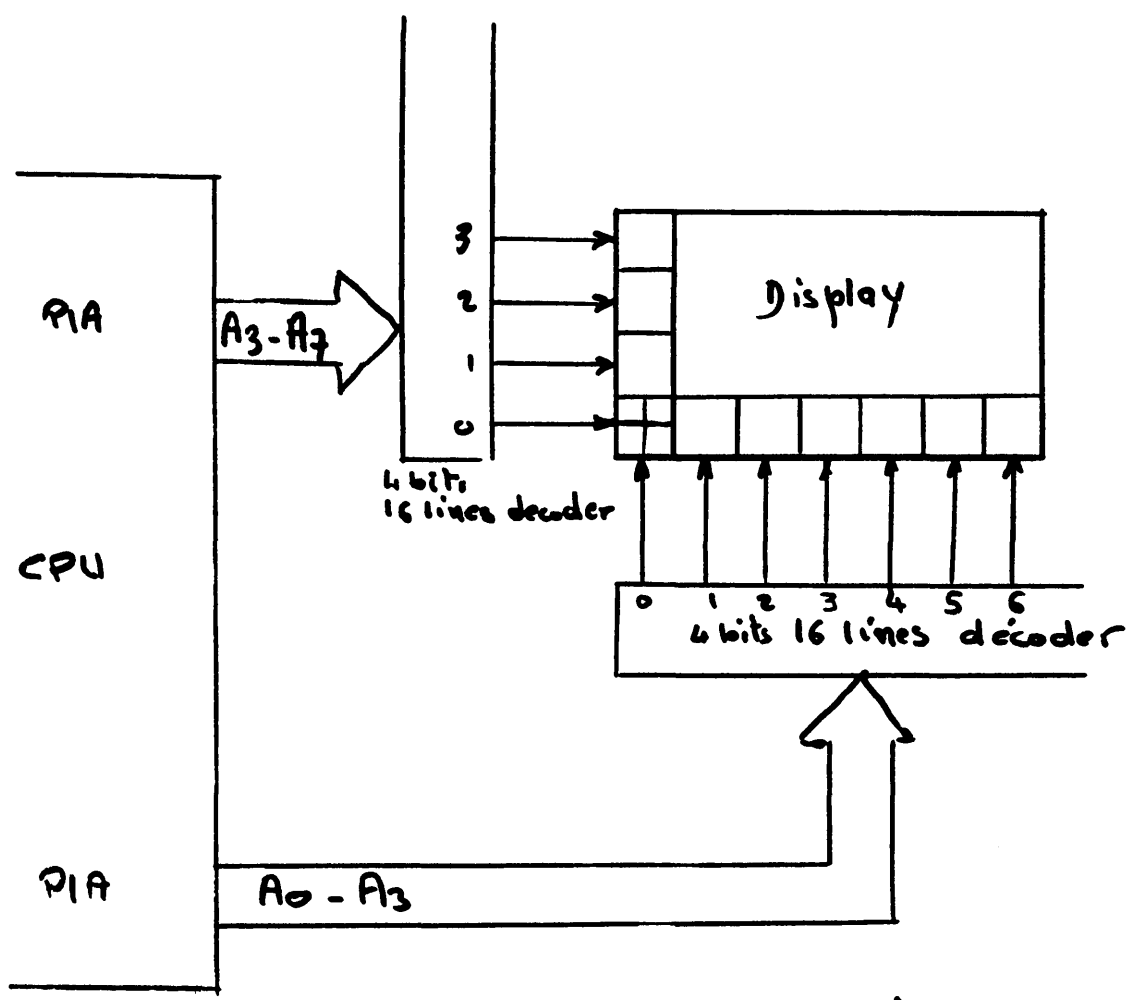 3
2
1
0
4 bits
16 lines decoder
Display
PIA
A3 - A7
CPU
0 1 2 3 4 5 6
4 bits 16 lines décoder
PIA
A0 - A3